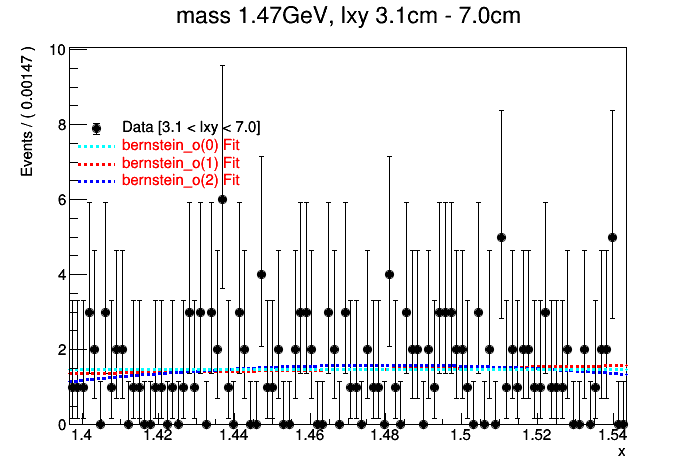 mass 1.47GeV, lxy 3.1cm - 7.0cm
Events / ( 0.00147 )
10
8
6
4
2
0
Data [3.1 < lxy < 7.0]
bernstein_o(0) Fit
bernstein_o(1) Fit
bernstein_o(2) Fit
1.4 1.42 1.44 1.46 1.48 1.5 1.52 1.54
x